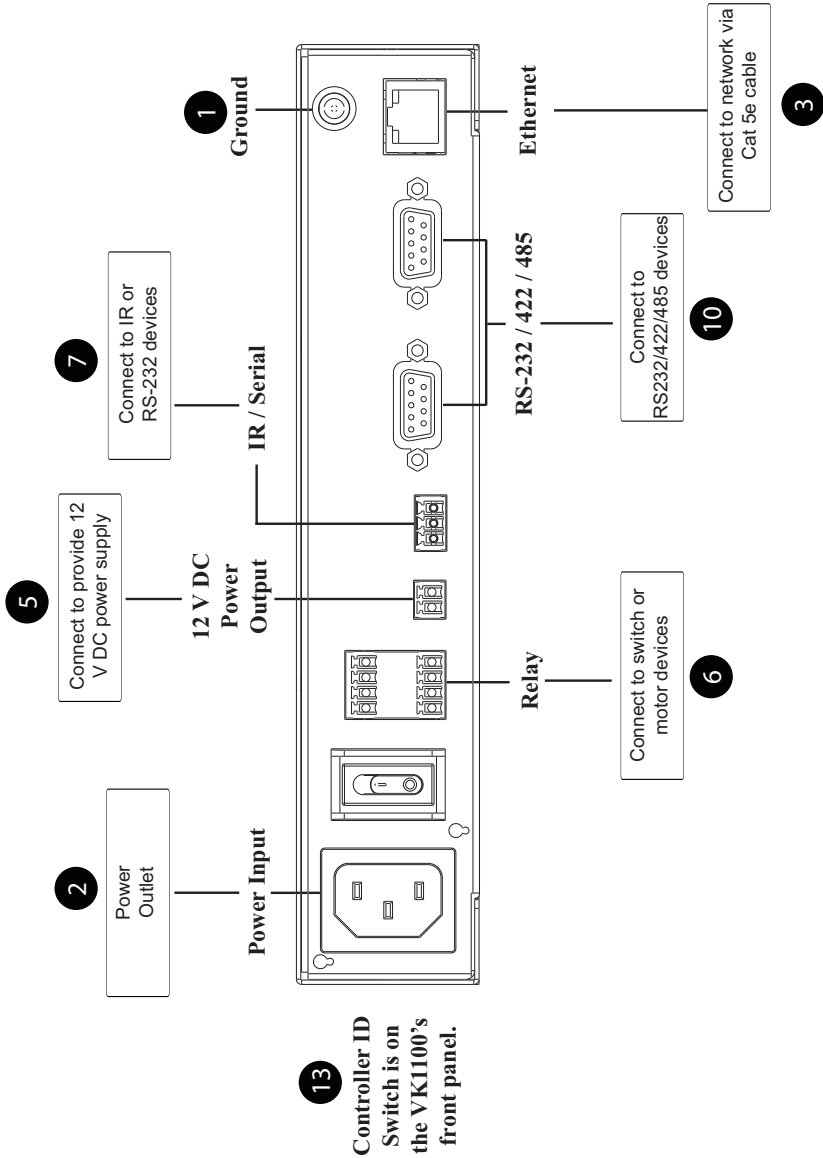 13
Controller ID
Switch is on
the VK1100's
front panel.
2
Power
Outlet
Power Input
5
Connect to provide 12
V DC power supply
12 V DC
Power
Output
7
Connect to IR or
RS-232 devices
IR / Serial
1
Ground
Relay
Connect to switch or
motor devices
6
RS-232 / 422 / 485
Connect to
RS232/422/485 devices
10
Ethernet
Connect to network via
Cat 5e cable
3